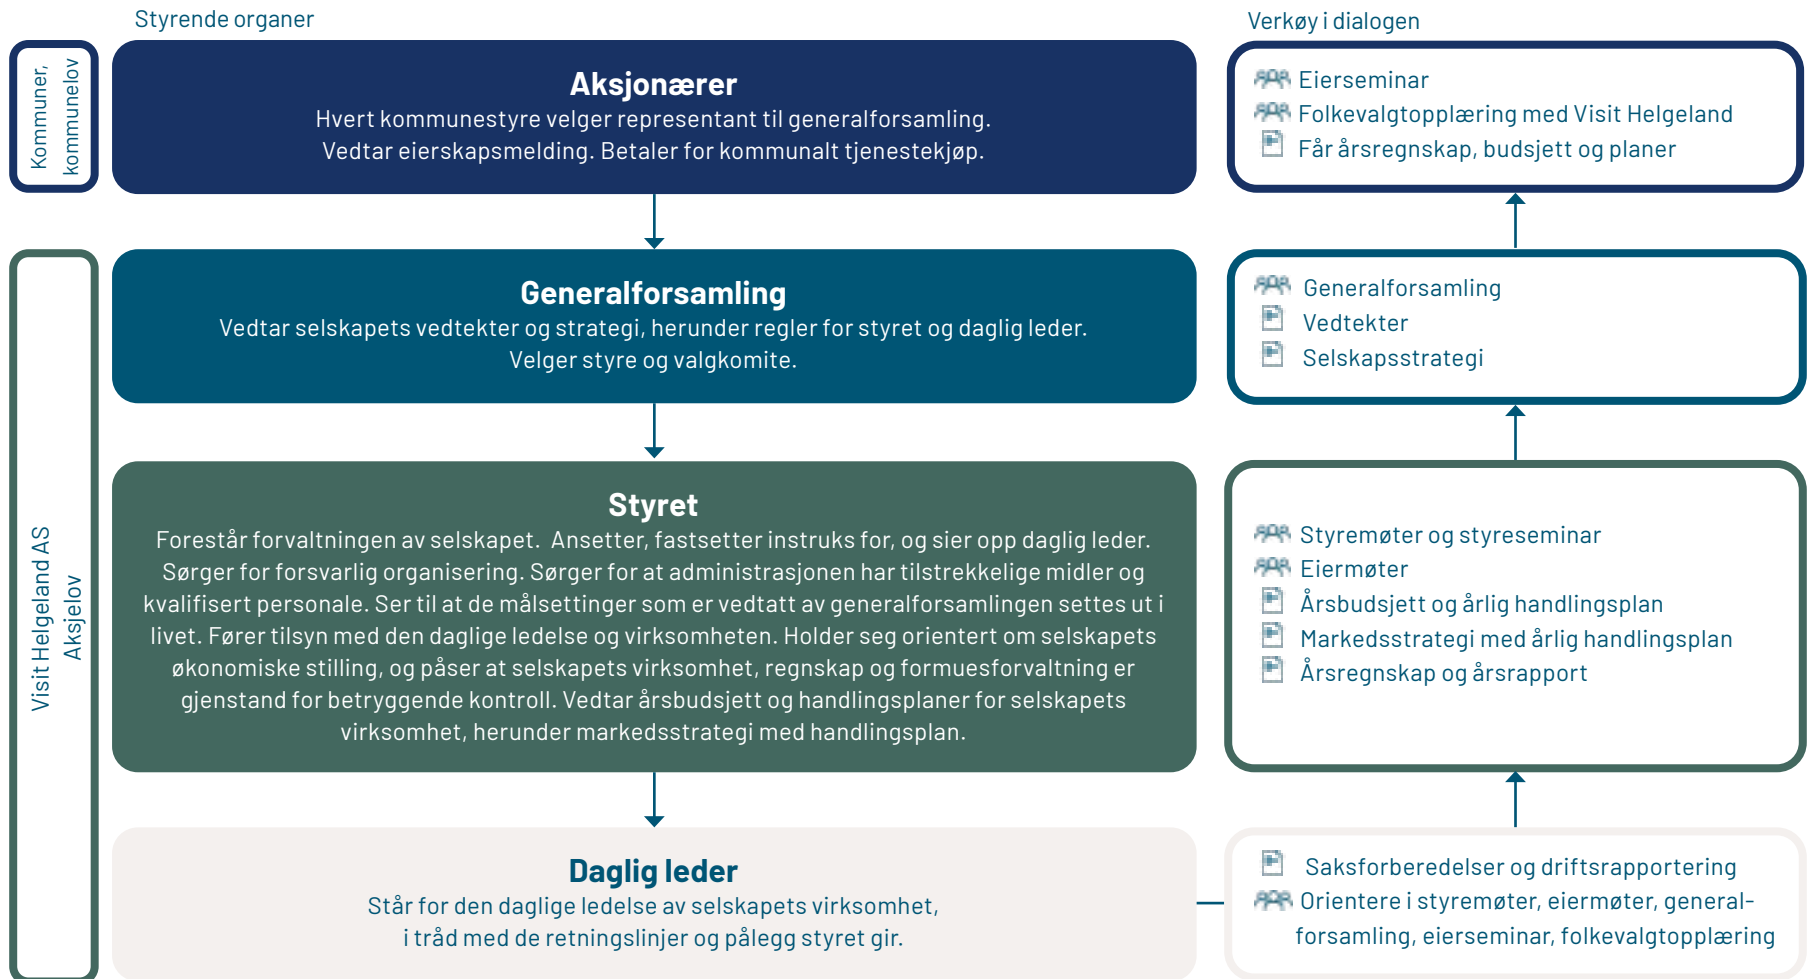 Styrende organer
Verkøy i dialogen
Kommuner,
kommunelov
Aksjonærer
Hvert kommunestyre velger representant til generalforsamling.
Vedtar eierskapsmelding. Betaler for kommunalt tjenestekjøp.
Eierseminar
Folkevalgtopplæring med Visit Helgeland
Får årsregnskap, budsjett og planer
Visit Helgeland AS
Aksjelov
Generalforsamling
Vedtar selskapets vedtekter og strategi, herunder regler for styret og daglig leder.
Velger styre og valgkomite.
Generalforsamling
Vedtekter
Selskapsstrategi
Styret
Forestår forvaltningen av selskapet. Ansetter, fastsetter instruks for, og sier opp daglig leder.
Sørger for forsvarlig organisering. Sørger for at administrasjonen har tilstrekkelige midler og
kvalifisert personale. Ser til at de målsettinger som er vedtatt av generalforsamlingen settes ut i
livet. Fører tilsyn med den daglige ledelse og virksomheten. Holder seg orientert om selskapets
økonomiske stilling, og påser at selskapets virksomhet, regnskap og formuesforvaltning er
gjenstand for betryggende kontroll. Vedtar årsbudsjett og handlingsplaner for selskapets
virksomhet, herunder markedsstrategi med handlingsplan.
Styremøter og styreseminar
Eiermøter
Årsbudsjett og årlig handlingsplan
Markedsstrategi med årlig handlingsplan
Årsregnskap og årsrapport
Daglig leder
Står for den daglige ledelse av selskapets virksomhet,
i tråd med de retningslinjer og pålegg styret gir.
Saksforberedelser og driftsrapportering
Orientere i styremøter, eiermøter, general-
forsamling, eierseminar, folkevalgtopplæring